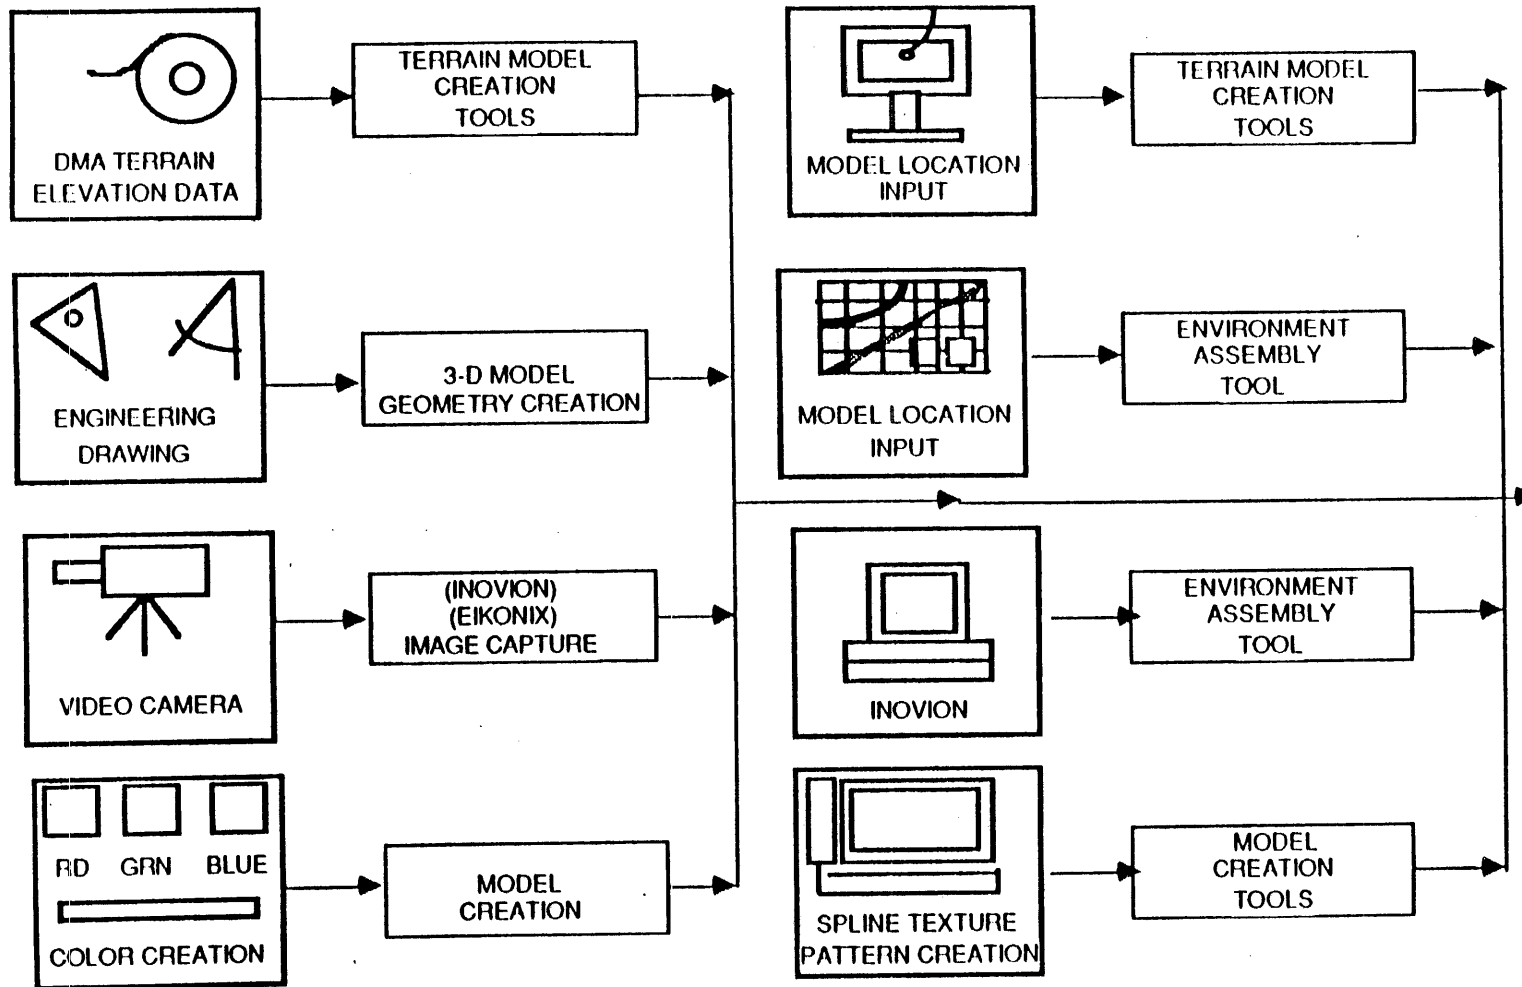 DMA TERRAIN
ELEVATION DATA
TERRAIN MODEL
CREATION
TOOLS
MODEL LOCATION
INPUT
TERRAIN MODEL
CREATION
TOOLS
ENGINEERING
DRAWING
3-D MODEL
GEOMETRY CREATION
MODEL LOCATION
INPUT
ENVIRONMENT
ASSEMBLY
TOOL
VIDEO CAMERA
(INOVION)
(EIKONIX)
IMAGE CAPTURE
INOVION
ENVIRONMENT
ASSEMBLY
TOOL
RD GRN BLUE
COLOR CREATION
MODEL
CREATION
SPLINE TEXTURE
PATTERN CREATION
MODEL
CREATION
TOOLS